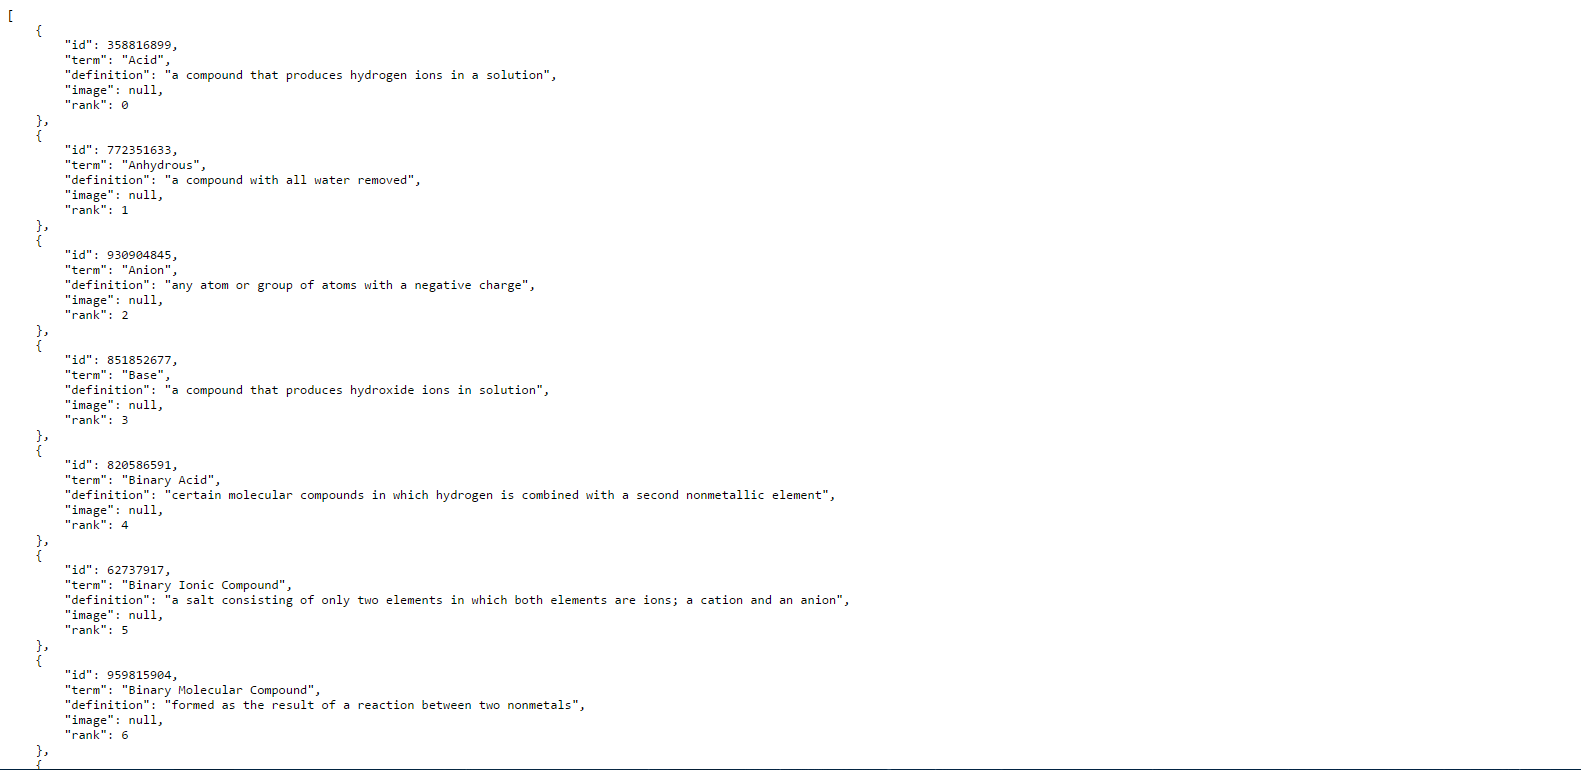 [
    {
        "id": 358816899,
        "term": "Acid",
        "definition": "a compound that produces hydrogen ions in a solution",
        "image": null,
        "rank": 0
    },
    {
        "id": 772351633,
        "term": "Anhydrous",
        "definition": "a compound with all water removed",
        "image": null,
        "rank": 1
    },
    {
        "id": 930904845,
        "term": "Anion",
        "definition": "any atom or group of atoms with a negative charge",
        "image": null,
        "rank": 2
    },
    {
        "id": 851852677,
        "term": "Base",
        "definition": "a compound that produces hydroxide ions in solution",
        "image": null,
        "rank": 3
    },
    {
        "id": 820586591,
        "term": "Binary Acid",
        "definition": "certain molecular compounds in which hydrogen is combined with a second nonmetallic element",
        "image": null,
        "rank": 4
    },
    {
        "id": 62737917,
        "term": "Binary Ionic Compound",
        "definition": "a salt consisting of only two elements in which both elements are ions; a cation and an anion",
        "image": null,
        "rank": 5
    },
    {
        "id": 959815904,
        "term": "Binary Molecular Compound",
        "definition": "formed as the result of a reaction between two nonmetals",
        "image": null,
        "rank": 6
    },
    {